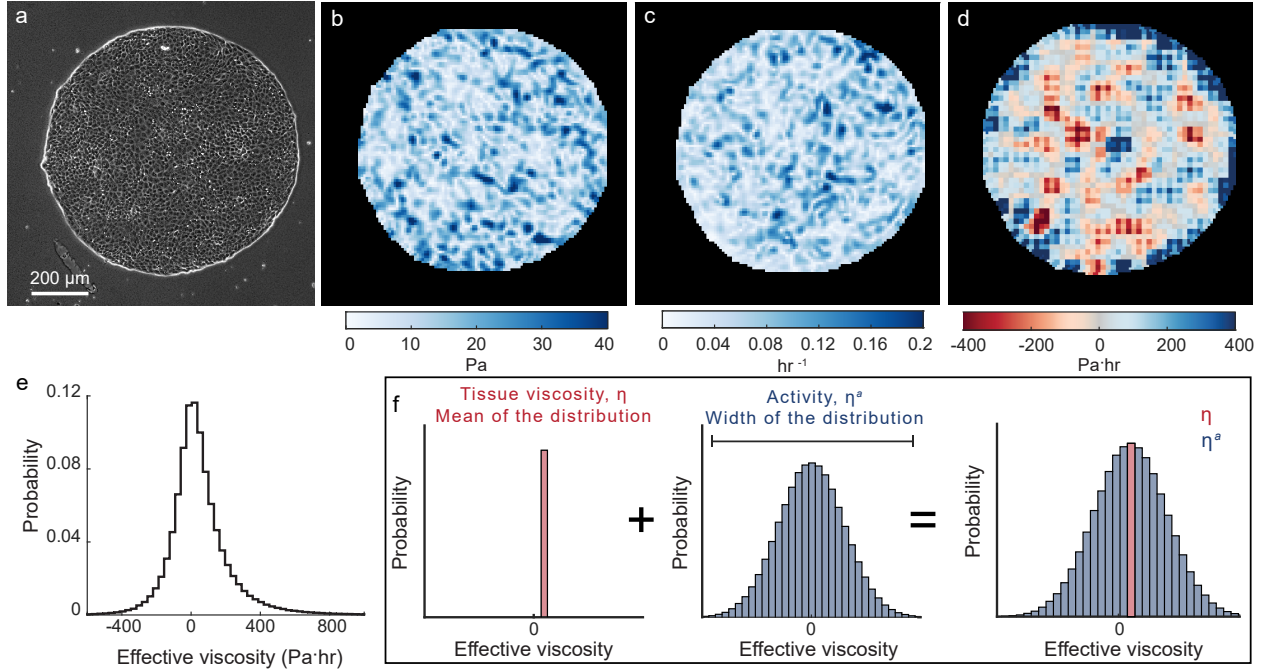 a
200 µm
b
0 10 20 30 40
Pa
c
0 0.04 0.08 0.12 0.16 0.2
hr -1
d
-400 -200 0 200 400
Pa·hr
e
0.12
0.08
0.04
0
Probability
-400 0 400 800
Effective viscosity (Pa·hr)
f
Tissue viscosity, η
Mean of the distribution
Probability
0
Effective viscosity
+
Activity, ηa
Width of the distribution
Probability
0
Effective viscosity
=
η
ηa
Probability
0
Effective viscosity